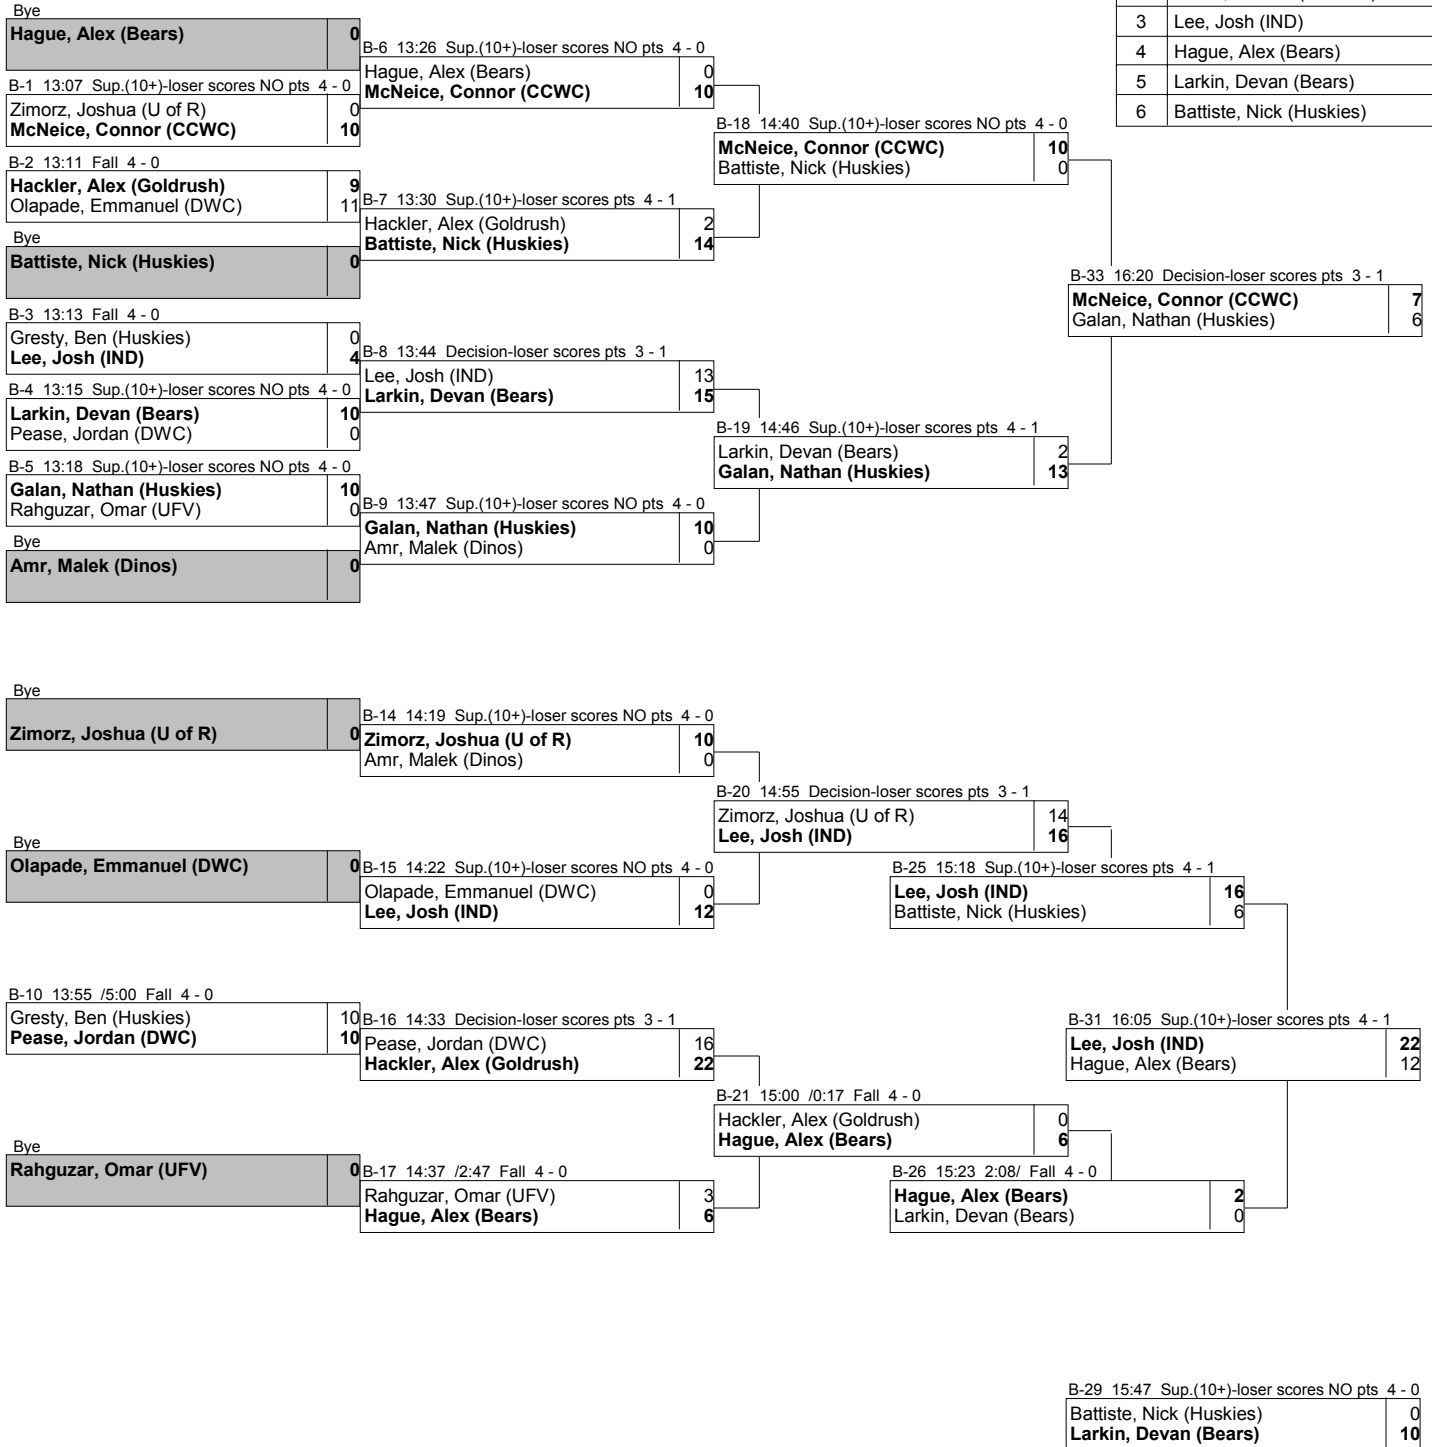 3 Lee, Josh (IND)
4 Hague, Alex (Bears)
5 Larkin, Devan (Bears)
6 Battiste, Nick (Huskies)
Bye
Hague, Alex (Bears) 0
B-1 13:07 Sup.(10+)-loser scores NO pts 4 - 0
Zimorz, Joshua (U of R) 0
McNeice, Connor (CCWC) 10
B-2 13:11 Fall 4 - 0
Hackler, Alex (Goldrush) 9
Olapade, Emmanuel (DWC) 11
Bye
Battiste, Nick (Huskies) 0
B-3 13:13 Fall 4 - 0
Gresty, Ben (Huskies) 0
Lee, Josh (IND) 4
B-4 13:15 Sup.(10+)-loser scores NO pts 4 - 0
Larkin, Devan (Bears) 10
Pease, Jordan (DWC) 0
B-5 13:18 Sup.(10+)-loser scores NO pts 4 - 0
Galan, Nathan (Huskies) 10
Rahguzar, Omar (UFV) 0
Bye
Amr, Malek (Dinos) 0
B-6 13:26 Sup.(10+)-loser scores NO pts 4 - 0
Hague, Alex (Bears) 0
McNeice, Connor (CCWC) 10
B-7 13:30 Sup.(10+)-loser scores pts 4 - 1
Hackler, Alex (Goldrush) 2
Battiste, Nick (Huskies) 14
B-8 13:44 Decision-loser scores pts 3 - 1
Lee, Josh (IND) 13
Larkin, Devan (Bears) 15
B-9 13:47 Sup.(10+)-loser scores NO pts 4 - 0
Galan, Nathan (Huskies) 10
Amr, Malek (Dinos) 0
B-18 14:40 Sup.(10+)-loser scores NO pts 4 - 0
McNeice, Connor (CCWC) 10
Battiste, Nick (Huskies) 0
B-19 14:46 Sup.(10+)-loser scores pts 4 - 1
Larkin, Devan (Bears) 2
Galan, Nathan (Huskies) 13
B-33 16:20 Decision-loser scores pts 3 - 1
McNeice, Connor (CCWC) 7
Galan, Nathan (Huskies) 6
Bye
Zimorz, Joshua (U of R) 0
Bye
Olapade, Emmanuel (DWC) 0
B-10 13:55 /5:00 Fall 4 - 0
Gresty, Ben (Huskies) 10
Pease, Jordan (DWC) 10
Bye
Rahguzar, Omar (UFV) 0
B-14 14:19 Sup.(10+)-loser scores NO pts 4 - 0
Zimorz, Joshua (U of R) 10
Amr, Malek (Dinos) 0
B-15 14:22 Sup.(10+)-loser scores NO pts 4 - 0
Olapade, Emmanuel (DWC) 0
Lee, Josh (IND) 12
B-16 14:33 Decision-loser scores pts 3 - 1
Pease, Jordan (DWC) 16
Hackler, Alex (Goldrush) 22
B-17 14:37 /2:47 Fall 4 - 0
Rahguzar, Omar (UFV) 3
Hague, Alex (Bears) 6
B-20 14:55 Decision-loser scores pts 3 - 1
Zimorz, Joshua (U of R) 14
Lee, Josh (IND) 16
B-21 15:00 /0:17 Fall 4 - 0
Hackler, Alex (Goldrush) 0
Hague, Alex (Bears) 6
B-25 15:18 Sup.(10+)-loser scores pts 4 - 1
Lee, Josh (IND) 16
Battiste, Nick (Huskies) 6
B-26 15:23 2:08/ Fall 4 - 0
Hague, Alex (Bears) 2
Larkin, Devan (Bears) 0
B-31 16:05 Sup.(10+)-loser scores pts 4 - 1
Lee, Josh (IND) 22
Hague, Alex (Bears) 12
B-29 15:47 Sup.(10+)-loser scores NO pts 4 - 0
Battiste, Nick (Huskies) 0
Larkin, Devan (Bears) 10